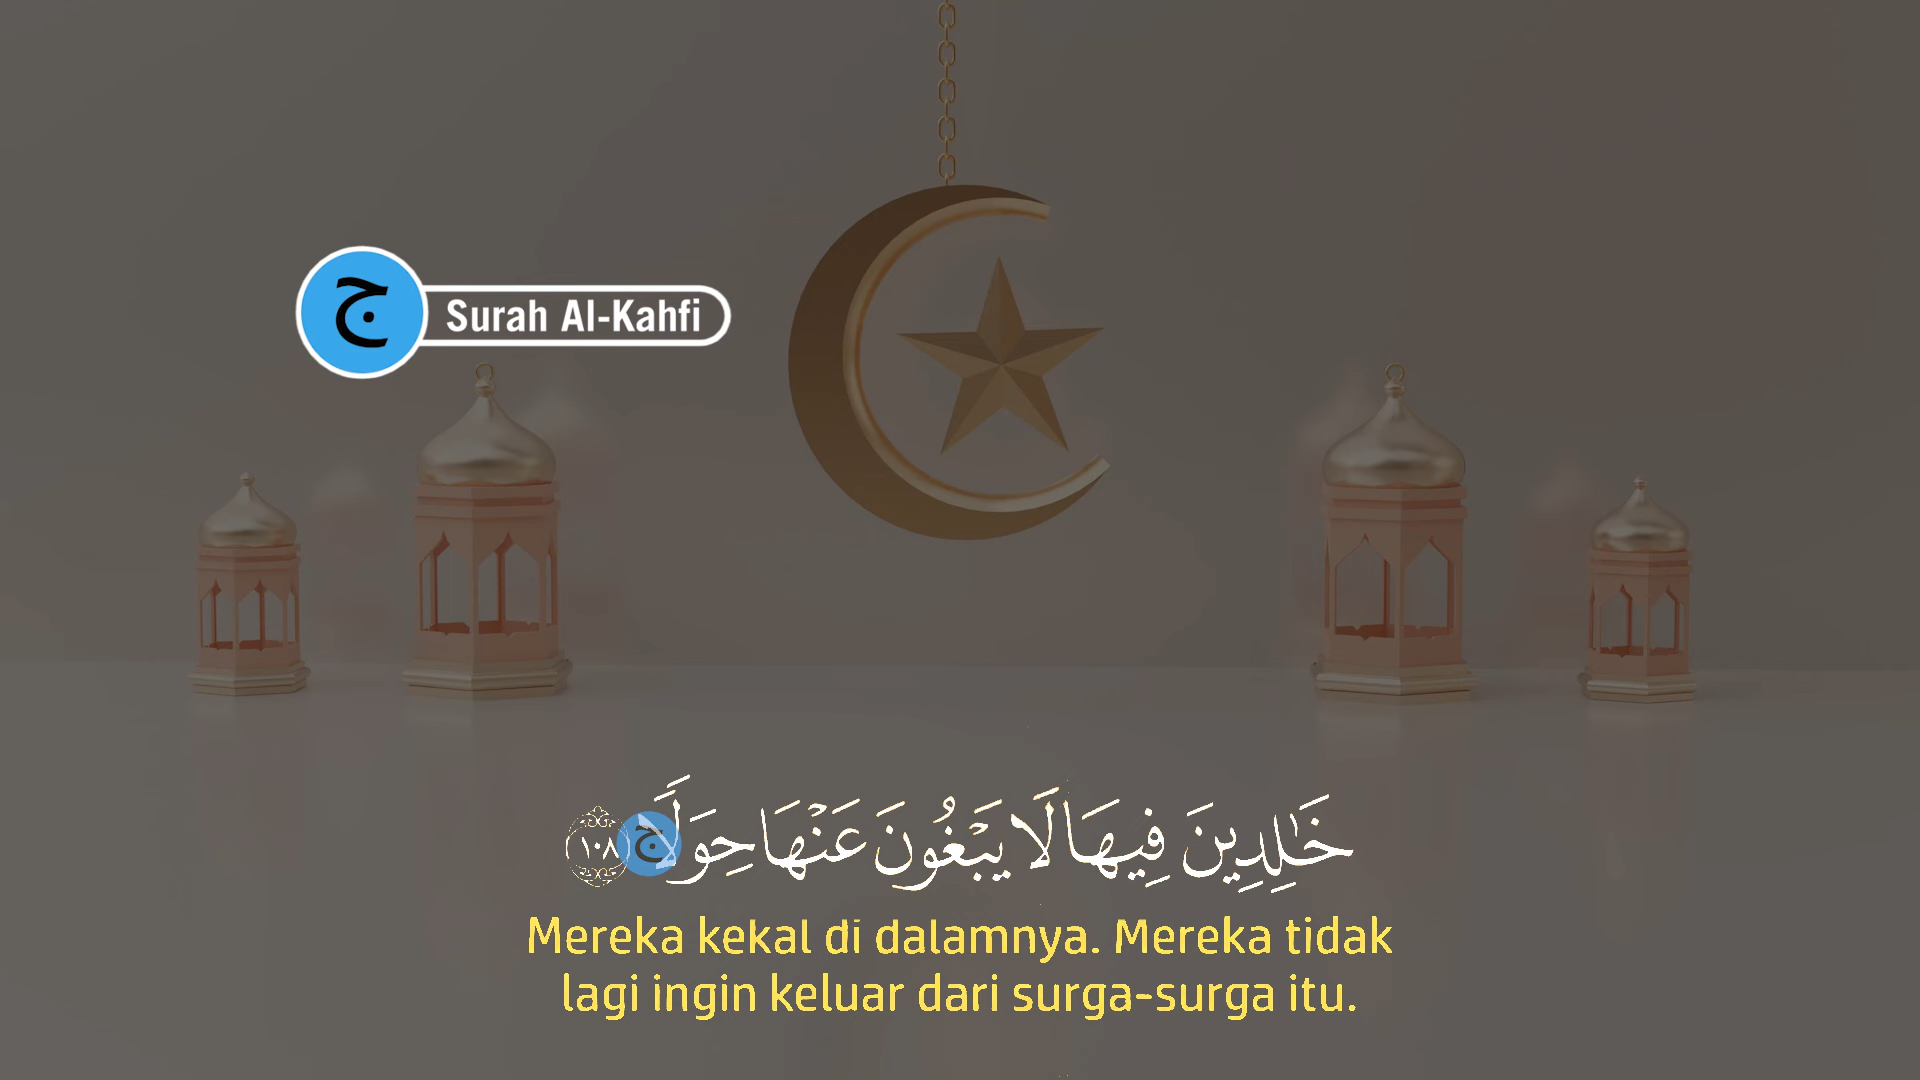 ج
Surah Al-Kahfi
خَٰلِدِينَ فِيهَا لَا يَبْغُونَ عَنْهَا حِوَلًا ج ١٠٨
Mereka kekal di dalamnya. Mereka tidak
lagi ingin keluar dari surga-surga itu.